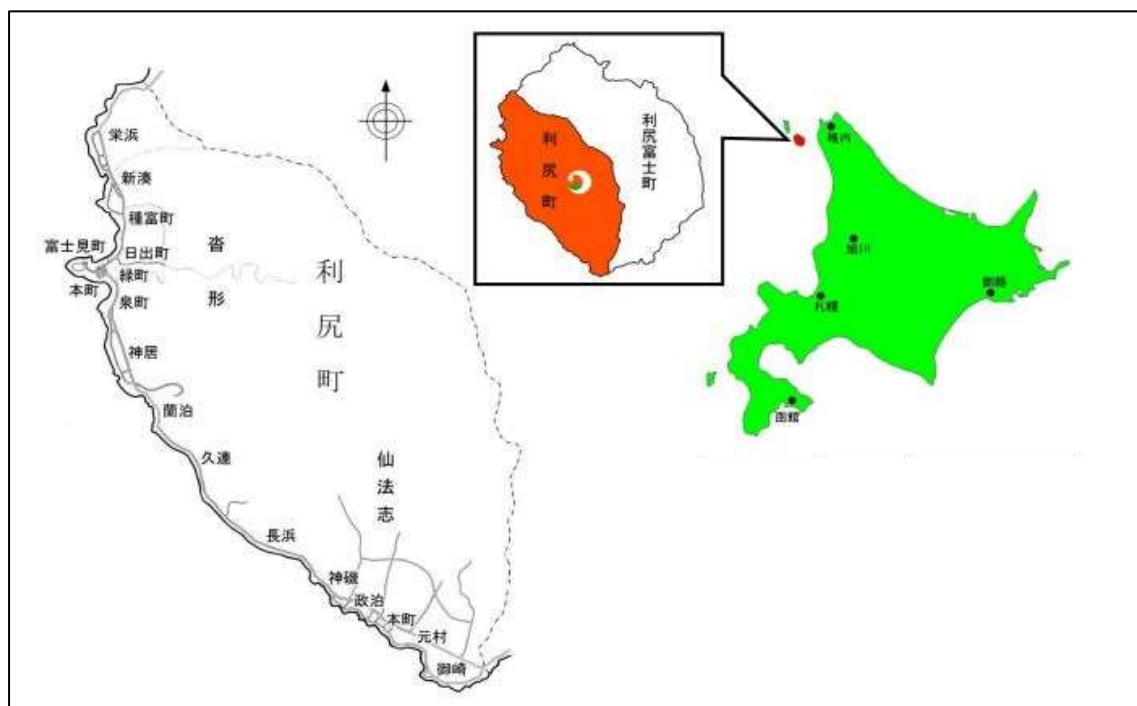 栄浜
新湊
種富町
富士見町
日出町
緑町
本町
泉町
神居
蘭泊
久連
長浜
神磯
政泊
本町
元村
御崎
沓形
利尻町
仙法志
利尻町
利尻富士町
稚内
旭川
札幌
釧路
函館